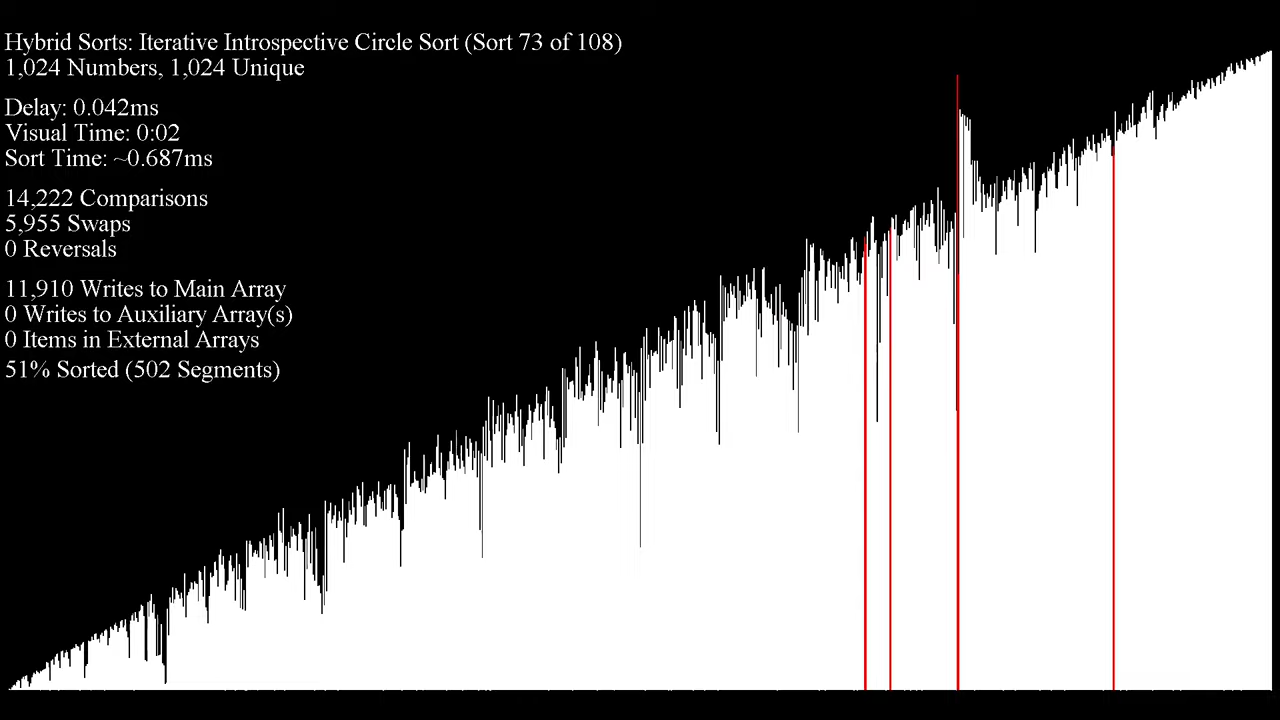 Hybrid Sorts: Iterative Introspective Circle Sort (Sort 73 of 108)
1,024 Numbers, 1,024 Unique
Delay: 0.042ms
Visual Time: 0:02
Sort Time: ~0.687ms
14,222 Comparisons
5,955 Swaps
0 Reversals
11,910 Writes to Main Array
0 Writes to Auxiliary Array(s)
0 Items in External Arrays
51% Sorted (502 Segments)